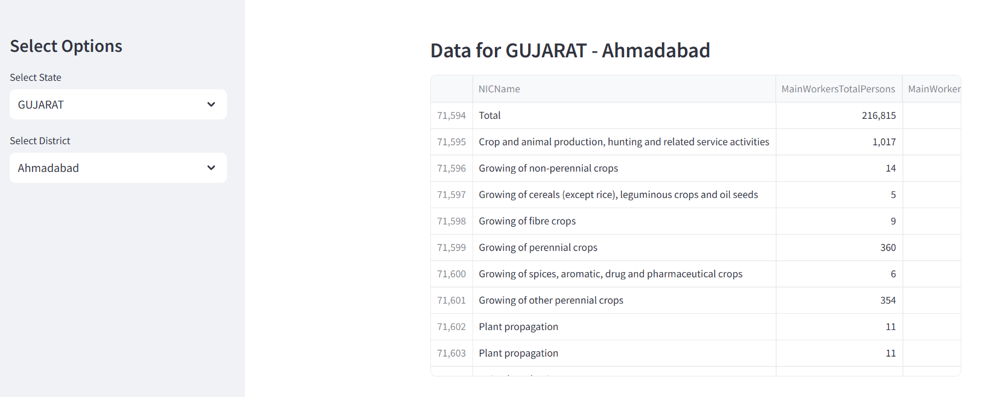 Select Options
Select State
GUJARAT
Select District
Ahmadabad
Data for GUJARAT - Ahmadabad
NICName MainWorkersTotalPersons MainWorker
71,594 Total 216,815
71,595 Crop and animal production, hunting and related service activities 1,017
71,596 Growing of non-perennial crops 14
71,597 Growing of cereals (except rice), leguminous crops and oil seeds 5
71,598 Growing of fibre crops 9
71,599 Growing of perennial crops 360
71,600 Growing of spices, aromatic, drug and pharmaceutical crops 6
71,601 Growing of other perennial crops 354
71,602 Plant propagation 11
71,603 Plant propagation 11